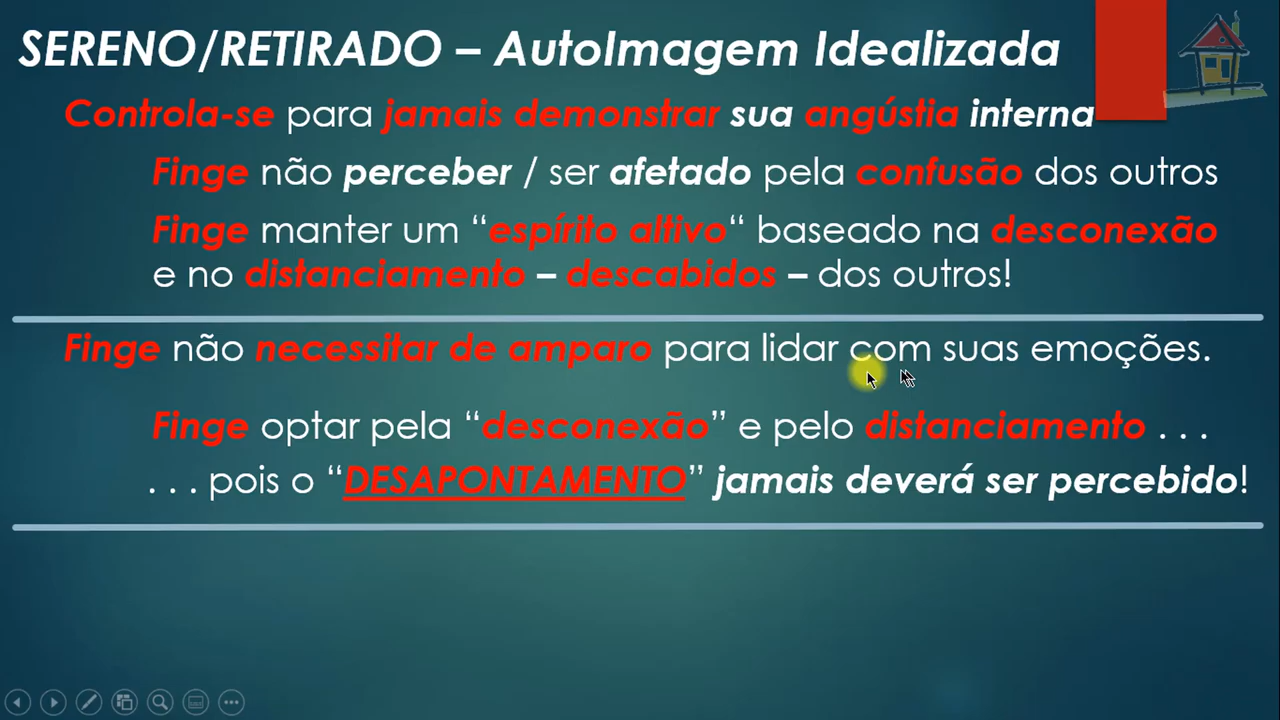 SERENO/RETIRADO – AutoImagem Idealizada
Controla-se para jamais demonstrar sua angústia interna
Finge não perceber / ser afetado pela confusão dos outros
Finge manter um “espírito altivo“ baseado na desconexão
e no distanciamento – descabidos – dos outros!
Finge não necessitar de amparo para lidar com suas emoções.
Finge optar pela “desconexão” e pelo distanciamento . . .
. . . pois o “DESAPONTAMENTO” jamais deverá ser percebido!